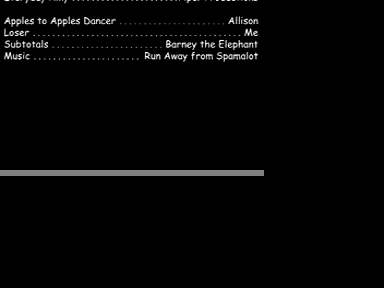 Apples to Apples Dancer ..................... Allison
Loser ........................................ Me
Subtotals ...................... Barney the Elephant
Music ...................... Run Away from Spamalot